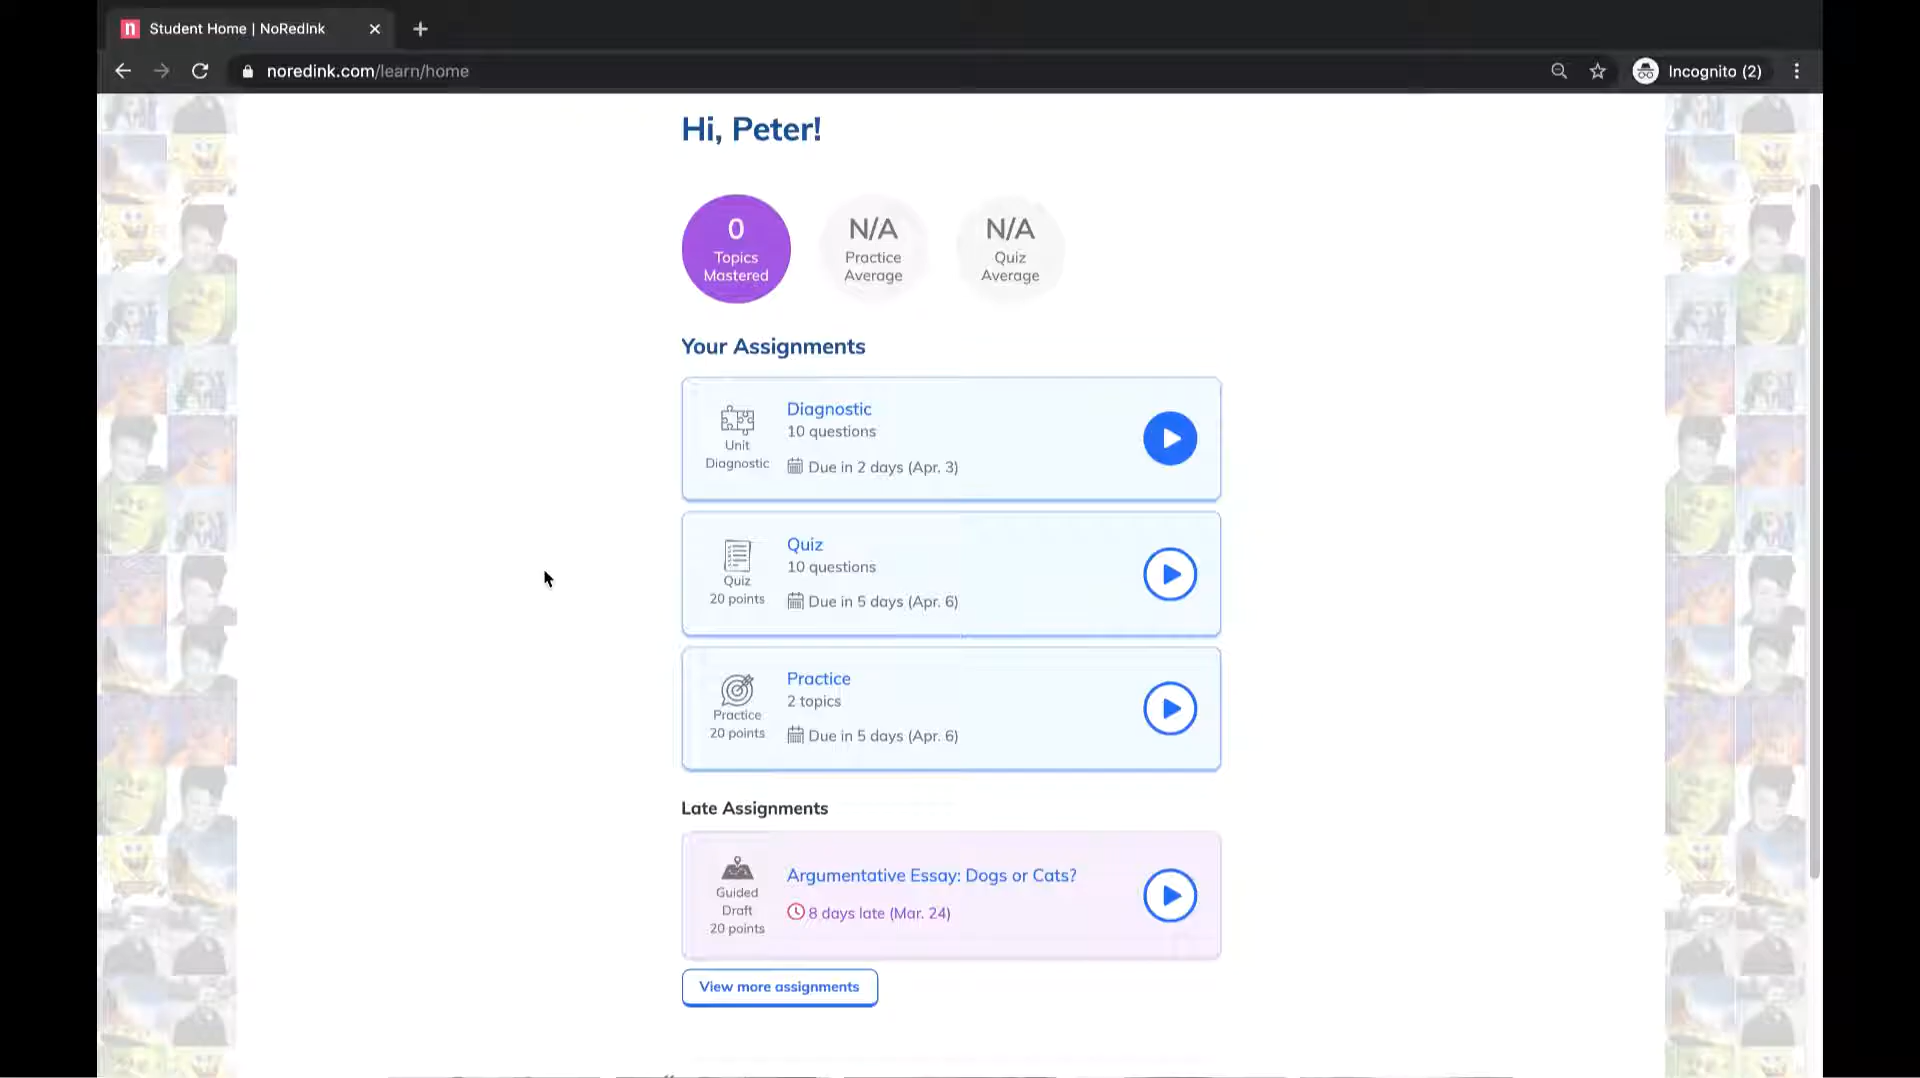 Student Home | NoRedInk
noredink.com/learn/home
Incognito (2)
Hi, Peter!
0
Topics
Mastered
N/A
Practice
Average
N/A
Quiz
Average
Your Assignments
Unit
Diagnostic
Diagnostic
10 questions
Due in 2 days (Apr. 3)
Quiz
20 points
Quiz
10 questions
Due in 5 days (Apr. 6)
Practice
20 points
Practice
2 topics
Due in 5 days (Apr. 6)
Late Assignments
Guided
Draft
20 points
Argumentative Essay: Dogs or Cats?
8 days late (Mar. 24)
View more assignments